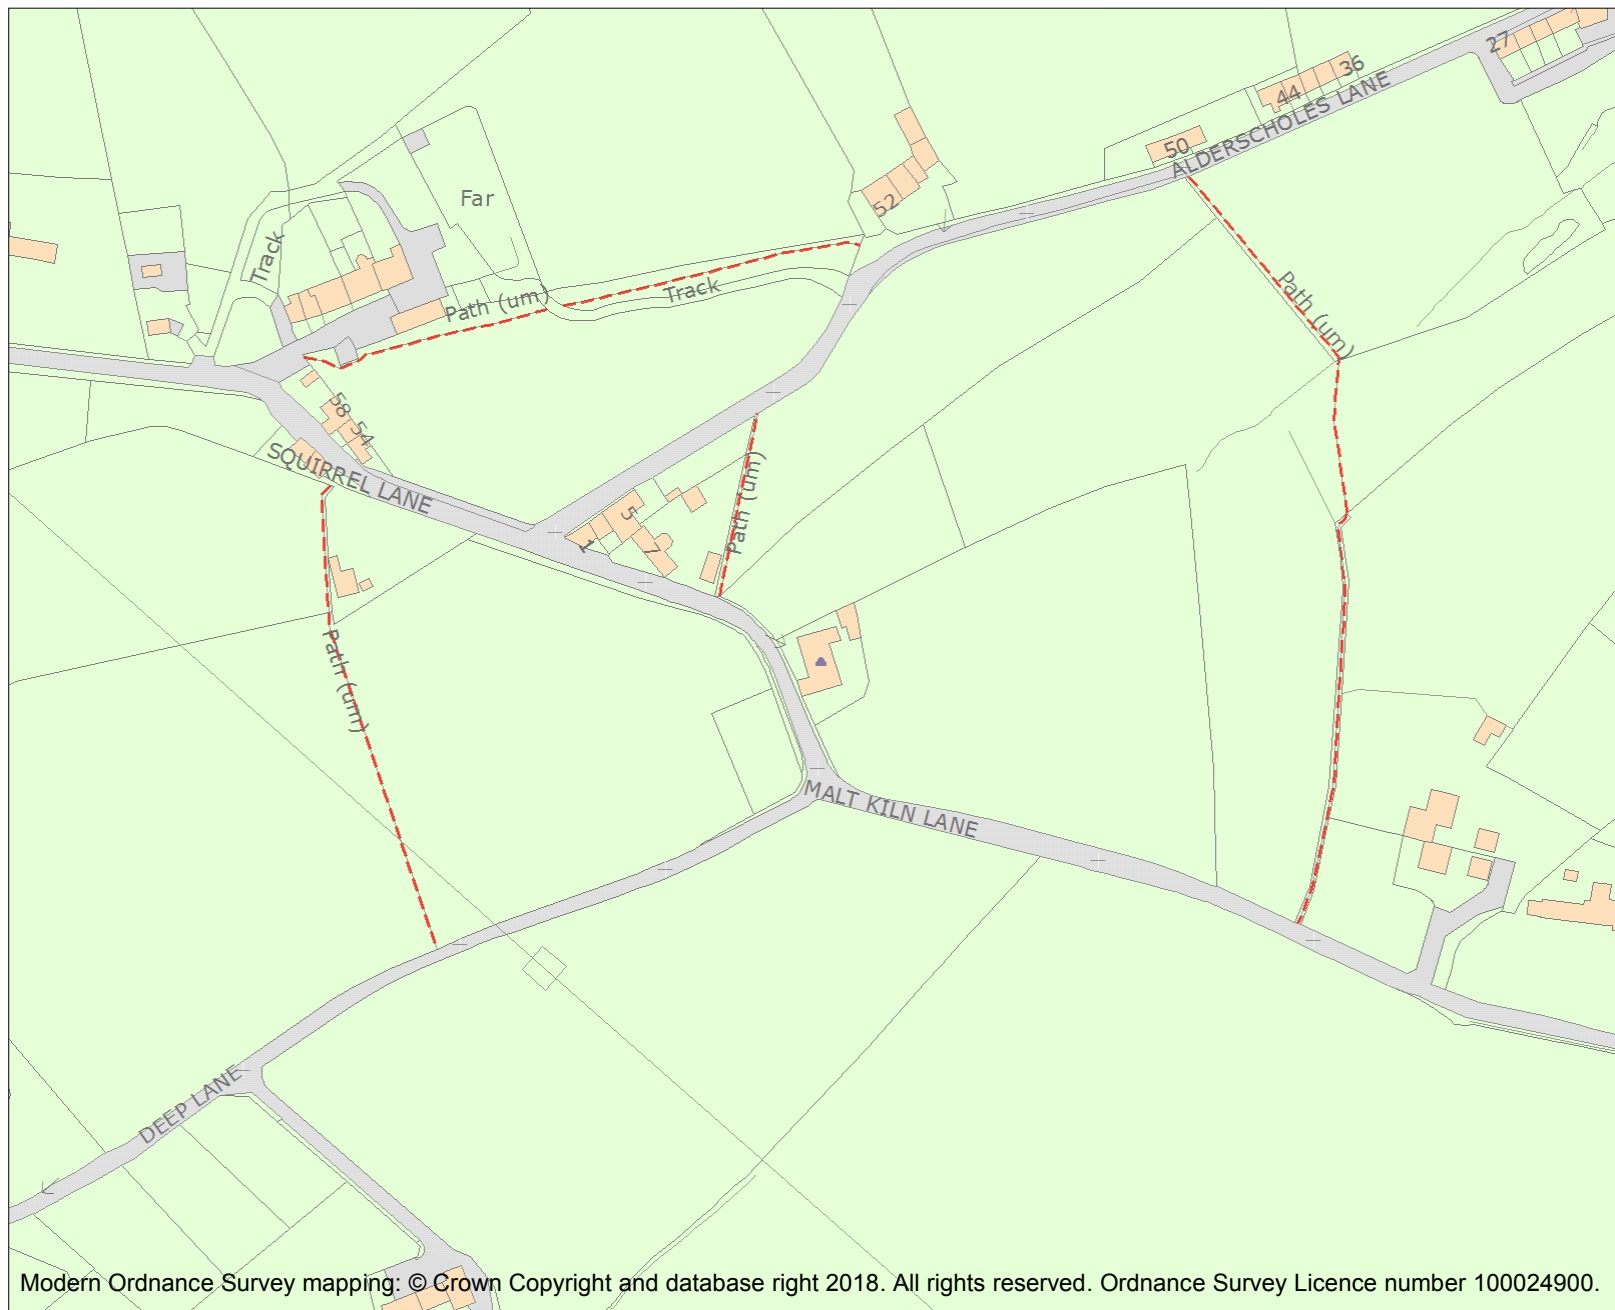 27
36
44
ALDERSCHOLES LANE
50
Far
52
Track
Track
Path (um)
Path (um)
58
54
SQUIRREL LANE
Path (um)
5
1
7
Path (um)
MALT KILN LANE
DEEP LANE
Modern Ordnance Survey mapping: © Crown Copyright and database right 2018. All rights reserved. Ordnance Survey Licence number 100024900.